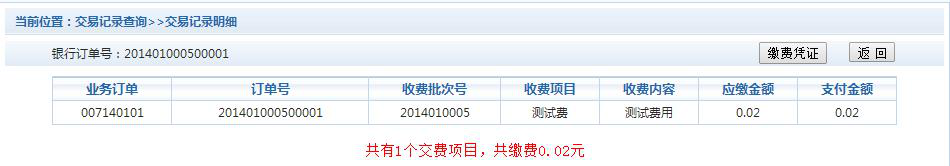 当前位置：交易记录查询>>交易记录明细
银行订单号：201401000500001 缴费凭证 返 回
业务订单 订单号 收费批次号 收费项目 收费内容 应缴金额 支付金额
007140101 201401000500001 2014010005 测试费 测试费用 0.02 0.02
共有1个交费项目，共缴费0.02元